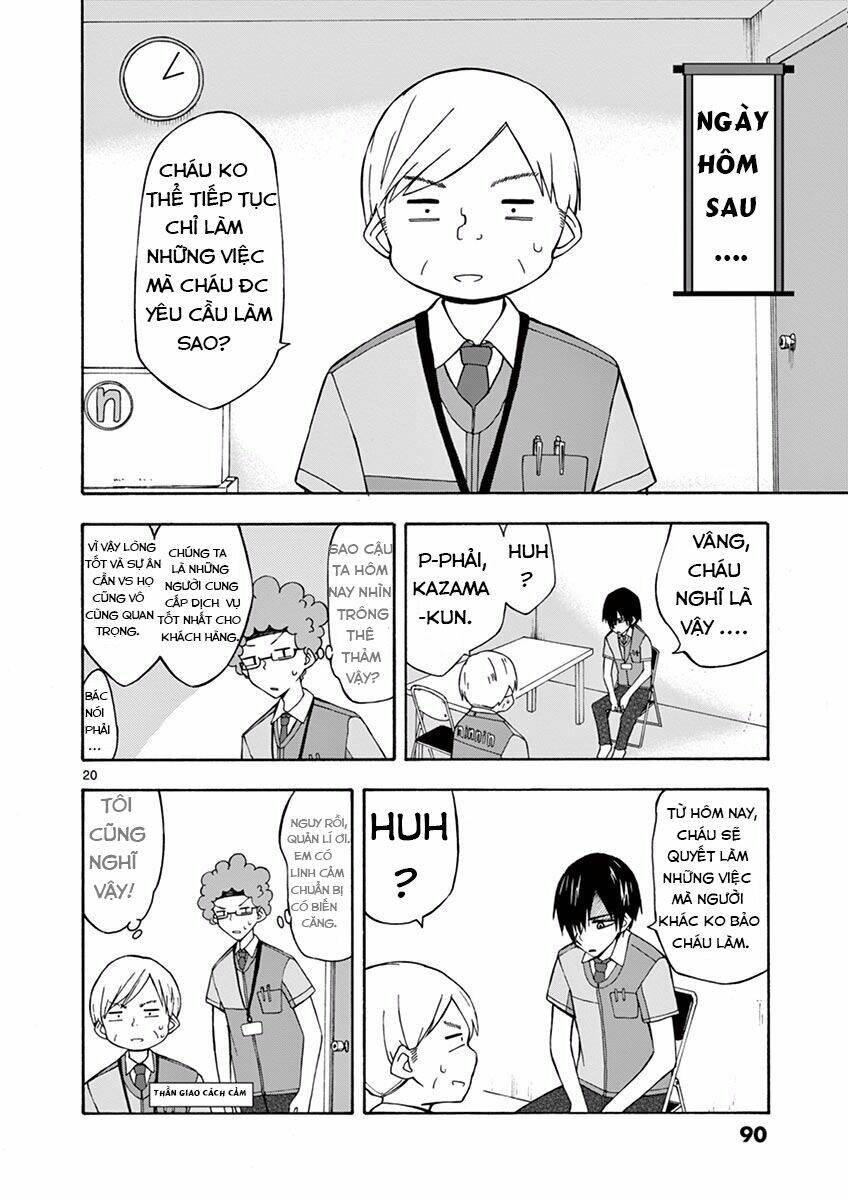 NGÀY
HÔM
SAU
....
CHÁU KO
THỂ TIẾP TỤC
CHỈ LÀM
NHỮNG VIỆC
MÀ CHÁU ĐC
YÊU CẦU LÀM
SAO?
n
VÂNG,
CHÁU
NGHĨ LÀ
VẬY ....
HUH
?
P-PHẢI,
KAZAMA
-KUN.
minnin
SAO CẬU
TA HÔM
NAY NHÌN
TRÔNG
THÊ
THẢM
VẬY?
CHÚNG TA
LÀ NHỮNG
NGƯỜI CUNG
CẤP DỊCH VỤ
TỐT NHẤT CHO
KHÁCH HÀNG.
VÌ VẬY LÒNG
TỐT VÀ SỰ ÂN
CẦN VS HỌ
CŨNG VÔ
CÙNG QUAN
TRỌNG.
BÁC
NÓI
PHẢI
...
20
TỪ HÔM NAY,
CHÁU SẼ
QUYẾT LÀM
NHỮNG VIỆC
MÀ NGƯỜI
KHÁC KO BẢO
CHÁU LÀM.
HUH
?
NGUY RỒI,
QUẢN LÍ ƠI.
EM CÓ
LINH CẢM
CHUẨN BỊ
CÓ BIẾN
CĂNG.
TÔI
CŨNG
NGHĨ
VẬY!
THẦN GIAO CÁCH CẢM
90